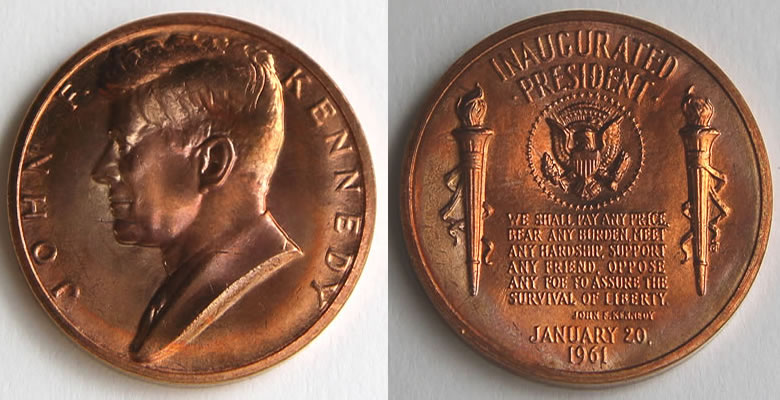 JOHN F. KENNEDY
INAUGURATED
· PRESIDENT ·
WE SHALL PAY ANY PRICE,
BEAR ANY BURDEN, MEET
ANY HARDSHIP, SUPPORT
ANY FRIEND, OPPOSE
ANY FOE TO ASSURE THE
SURVIVAL OF LIBERTY
JOHN F. KENNEDY
JANUARY 20,
1961